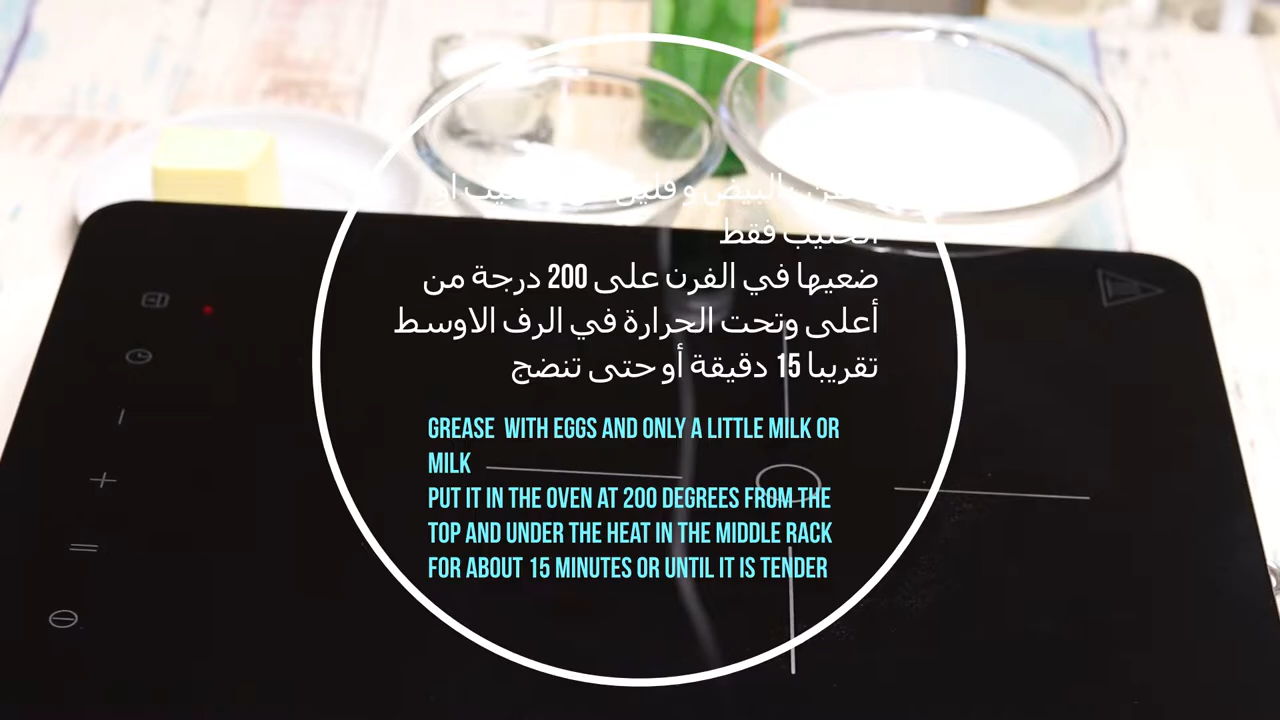 بالبيض و قليل او
الحليب فقط
ضعيها في الفرن على 200 درجة من
أعلى وتحت الحرارة في الرف الاوسط
تقريبا 15 دقيقة أو حتى تنضج
GREASE WITH EGGS AND ONLY A LITTLE MILK OR
MILK
PUT IT IN THE OVEN AT 200 DEGREES FROM THE
TOP AND UNDER THE HEAT IN THE MIDDLE RACK
FOR ABOUT 15 MINUTES OR UNTIL IT IS TENDER